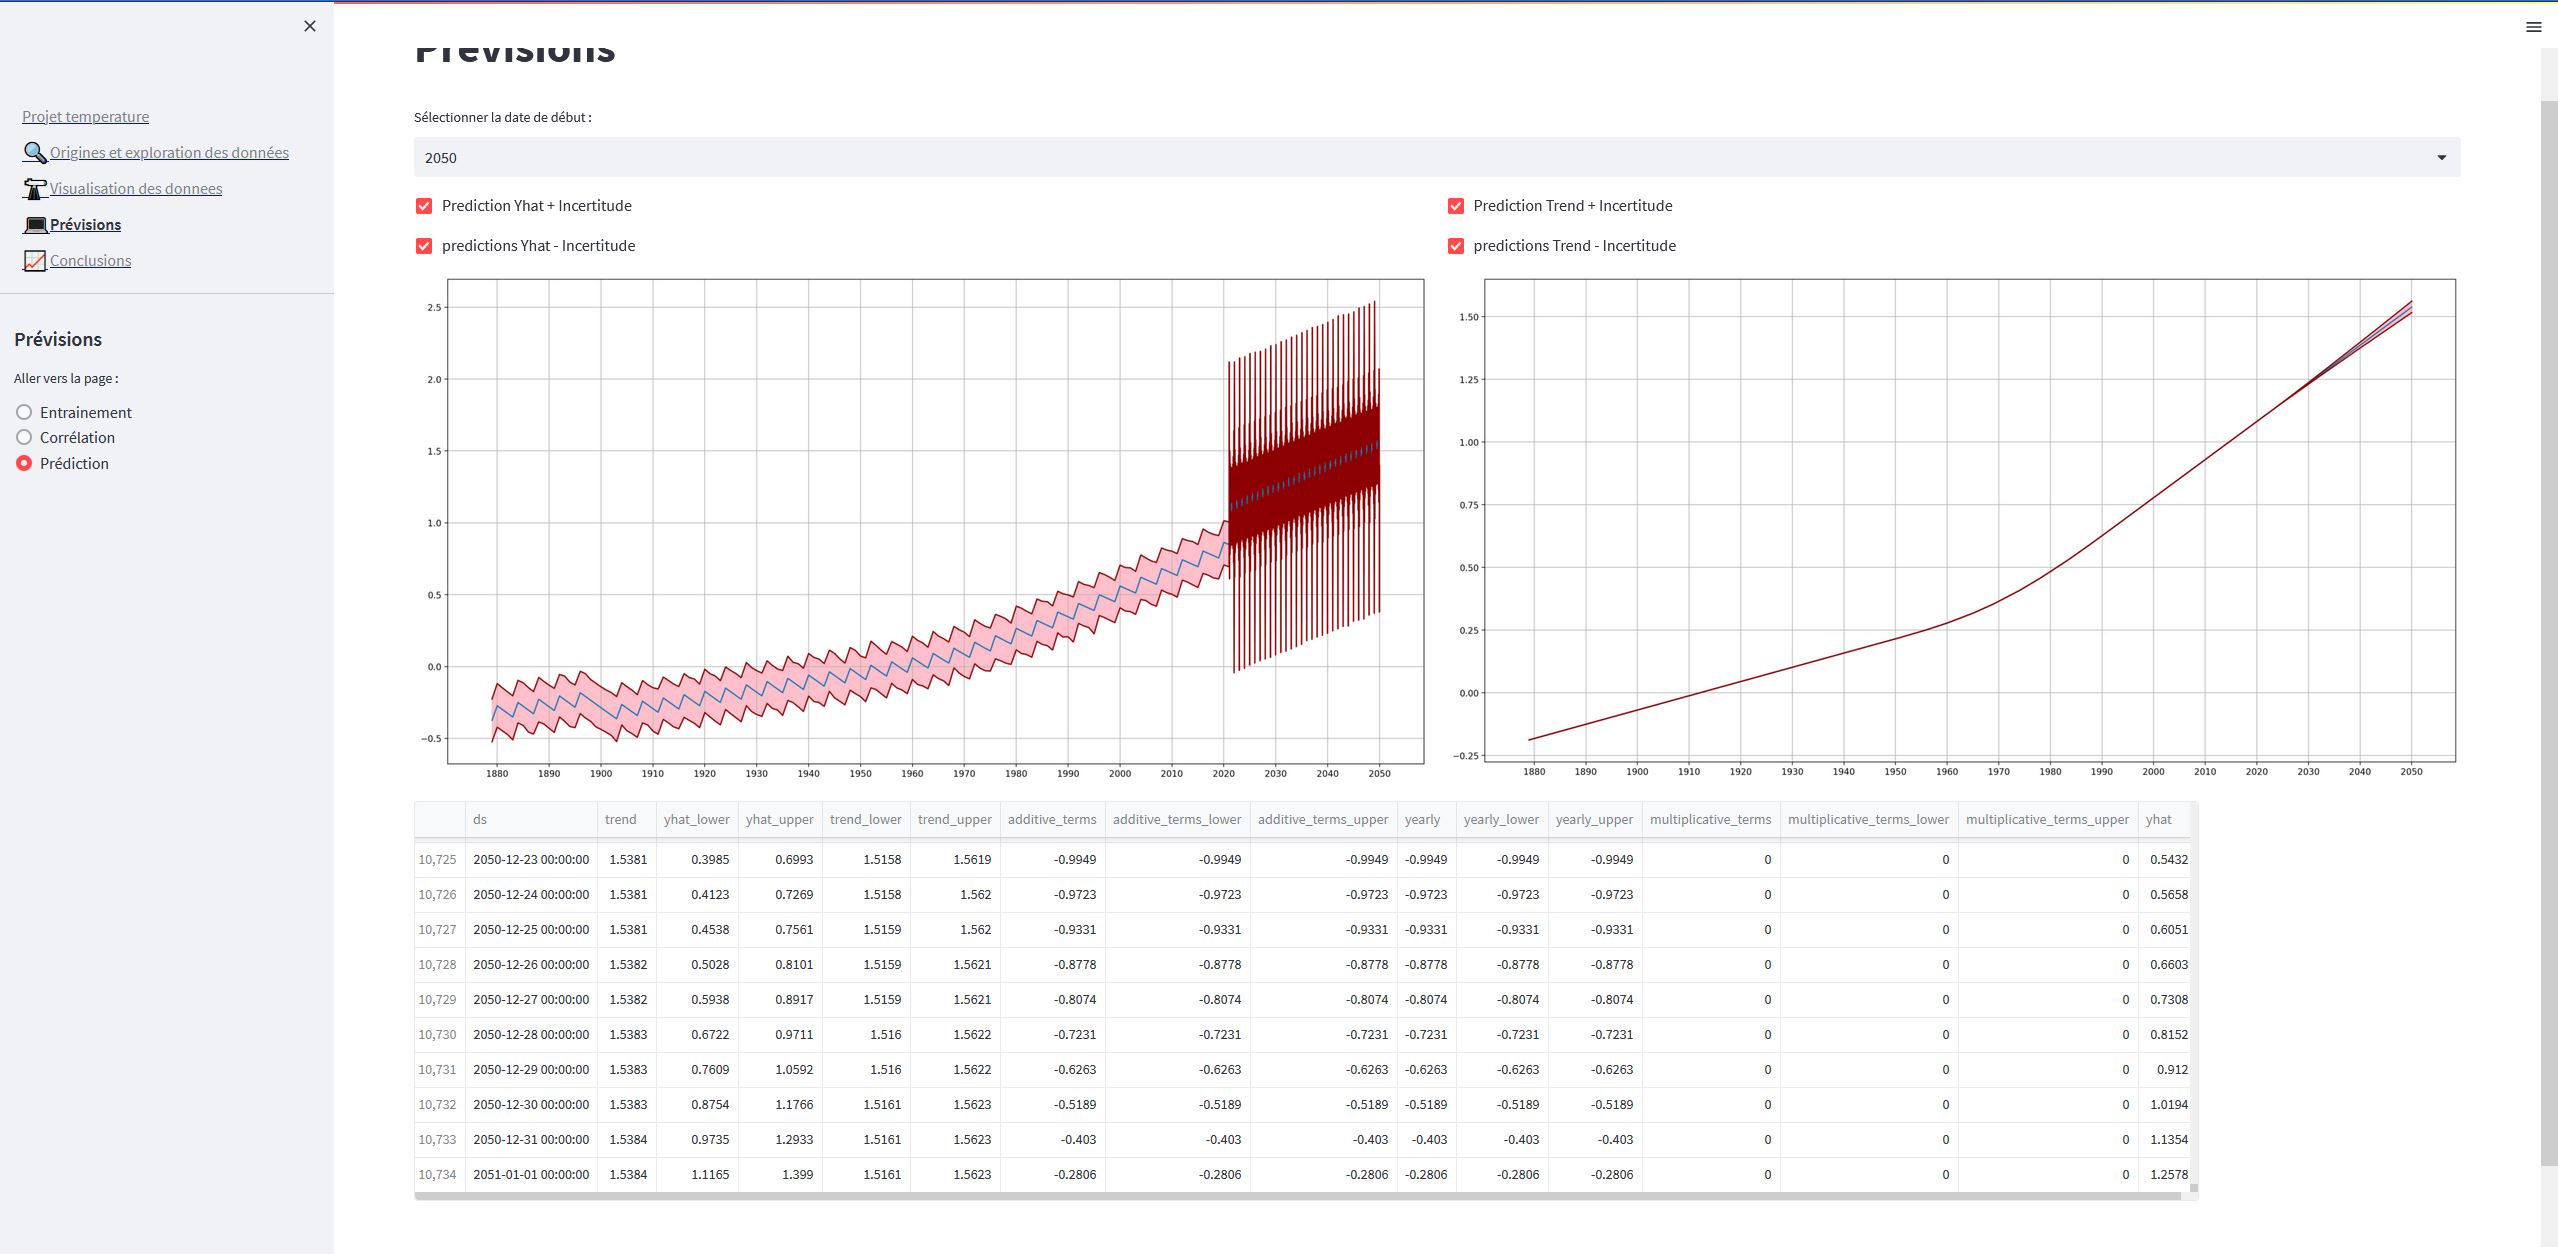 Prévisions
Projet temperature
Origines et exploration des données
Visualisation des donnees
Prévisions
Conclusions
Prévisions
Aller vers la page :
Entrainement
Corrélation
Prédiction
Sélectionner la date de début :
2050
Prediction Yhat + Incertitude
Prediction Trend + Incertitude
predictions Yhat - Incertitude
predictions Trend - Incertitude
2.5
2.0
1.5
1.0
0.5
0.0
−0.5
1880 1890 1900 1910 1920 1930 1940 1950 1960 1970 1980 1990 2000 2010 2020 2030 2040 2050
1.50
1.25
1.00
0.75
0.50
0.25
0.00
−0.25
1880 1890 1900 1910 1920 1930 1940 1950 1960 1970 1980 1990 2000 2010 2020 2030 2040 2050
ds trend yhat_lower yhat_upper trend_lower trend_upper additive_terms additive_terms_lower additive_terms_upper yearly yearly_lower yearly_upper multiplicative_terms multiplicative_terms_lower multiplicative_terms_upper yhat
10,725 2050-12-23 00:00:00 1.5381 0.3985 0.6993 1.5158 1.5619 -0.9949 -0.9949 -0.9949 -0.9949 -0.9949 -0.9949 0 0 0 0.5432
10,726 2050-12-24 00:00:00 1.5381 0.4123 0.7269 1.5158 1.562 -0.9723 -0.9723 -0.9723 -0.9723 -0.9723 -0.9723 0 0 0 0.5658
10,727 2050-12-25 00:00:00 1.5381 0.4538 0.7561 1.5159 1.562 -0.9331 -0.9331 -0.9331 -0.9331 -0.9331 -0.9331 0 0 0 0.6051
10,728 2050-12-26 00:00:00 1.5382 0.5028 0.8101 1.5159 1.5621 -0.8778 -0.8778 -0.8778 -0.8778 -0.8778 -0.8778 0 0 0 0.6603
10,729 2050-12-27 00:00:00 1.5382 0.5938 0.8917 1.5159 1.5621 -0.8074 -0.8074 -0.8074 -0.8074 -0.8074 -0.8074 0 0 0 0.7308
10,730 2050-12-28 00:00:00 1.5383 0.6722 0.9711 1.516 1.5622 -0.7231 -0.7231 -0.7231 -0.7231 -0.7231 -0.7231 0 0 0 0.8152
10,731 2050-12-29 00:00:00 1.5383 0.7609 1.0592 1.516 1.5622 -0.6263 -0.6263 -0.6263 -0.6263 -0.6263 -0.6263 0 0 0 0.912
10,732 2050-12-30 00:00:00 1.5383 0.8754 1.1766 1.5161 1.5623 -0.5189 -0.5189 -0.5189 -0.5189 -0.5189 -0.5189 0 0 0 1.0194
10,733 2050-12-31 00:00:00 1.5384 0.9735 1.2933 1.5161 1.5623 -0.403 -0.403 -0.403 -0.403 -0.403 -0.403 0 0 0 1.1354
10,734 2051-01-01 00:00:00 1.5384 1.1165 1.399 1.5161 1.5623 -0.2806 -0.2806 -0.2806 -0.2806 -0.2806 -0.2806 0 0 0 1.2578